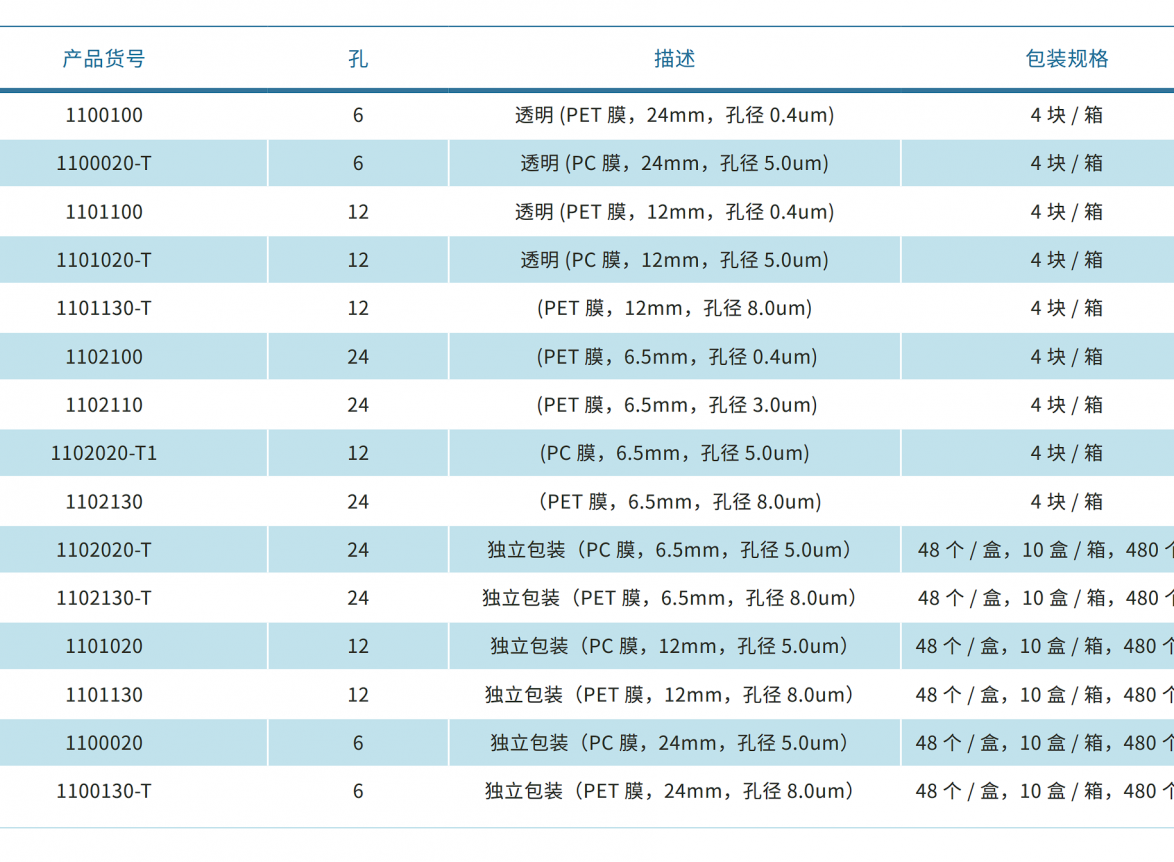 产品货号 孔 描述 包装规格
1100100 6 透明 (PET 膜，24mm，孔径 0.4um) 4 块 / 箱
1100020-T 6 透明 (PC 膜，24mm，孔径 5.0um) 4 块 / 箱
1101100 12 透明 (PET 膜，12mm，孔径 0.4um) 4 块 / 箱
1101020-T 12 透明 (PC 膜，12mm，孔径 5.0um) 4 块 / 箱
1101130-T 12 (PET 膜，12mm，孔径 8.0um) 4 块 / 箱
1102100 24 (PET 膜，6.5mm，孔径 0.4um) 4 块 / 箱
1102110 24 (PET 膜，6.5mm，孔径 3.0um) 4 块 / 箱
1102020-T1 12 (PC 膜，6.5mm，孔径 5.0um) 4 块 / 箱
1102130 24 （PET 膜，6.5mm，孔径 8.0um) 4 块 / 箱
1102020-T 24 独立包装（PC 膜，6.5mm，孔径 5.0um） 48 个 / 盒，10 盒 / 箱，480 个
1102130-T 24 独立包装（PET 膜，6.5mm，孔径 8.0um） 48 个 / 盒，10 盒 / 箱，480 个
1101020 12 独立包装（PC 膜，12mm，孔径 5.0um） 48 个 / 盒，10 盒 / 箱，480 个
1101130 12 独立包装（PET 膜，12mm，孔径 8.0um） 48 个 / 盒，10 盒 / 箱，480 个
1100020 6 独立包装（PC 膜，24mm，孔径 5.0um） 48 个 / 盒，10 盒 / 箱，480 个
1100130-T 6 独立包装（PET 膜，24mm，孔径 8.0um） 48 个 / 盒，10 盒 / 箱，480 个